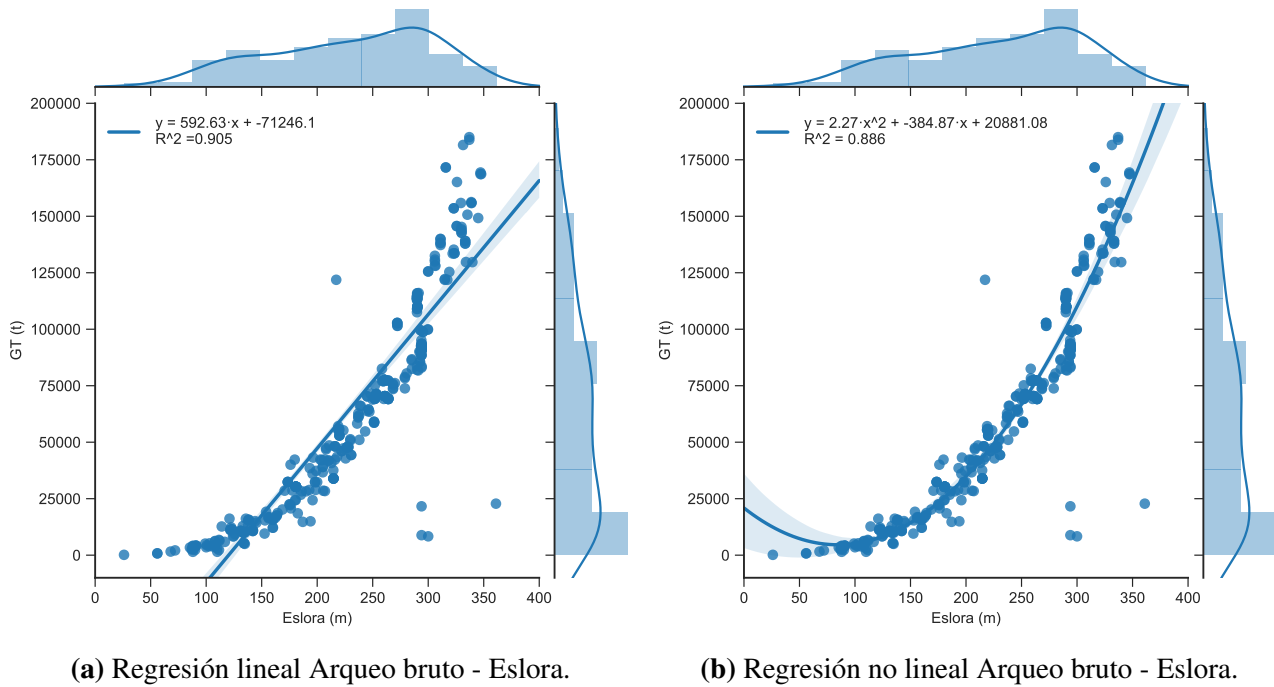 200000
175000
150000
125000
100000
75000
50000
25000
0
GT (t)
y = 592.63·x + -71246.1
R^2 =0.905
0 50 100 150 200 250 300 350 400
Eslora (m)
(a) Regresión lineal Arqueo bruto - Eslora.
200000
175000
150000
125000
100000
75000
50000
25000
0
GT (t)
y = 2.27·x^2 + -384.87·x + 20881.08
R^2 = 0.886
0 50 100 150 200 250 300 350 400
Eslora (m)
(b) Regresión no lineal Arqueo bruto - Eslora.